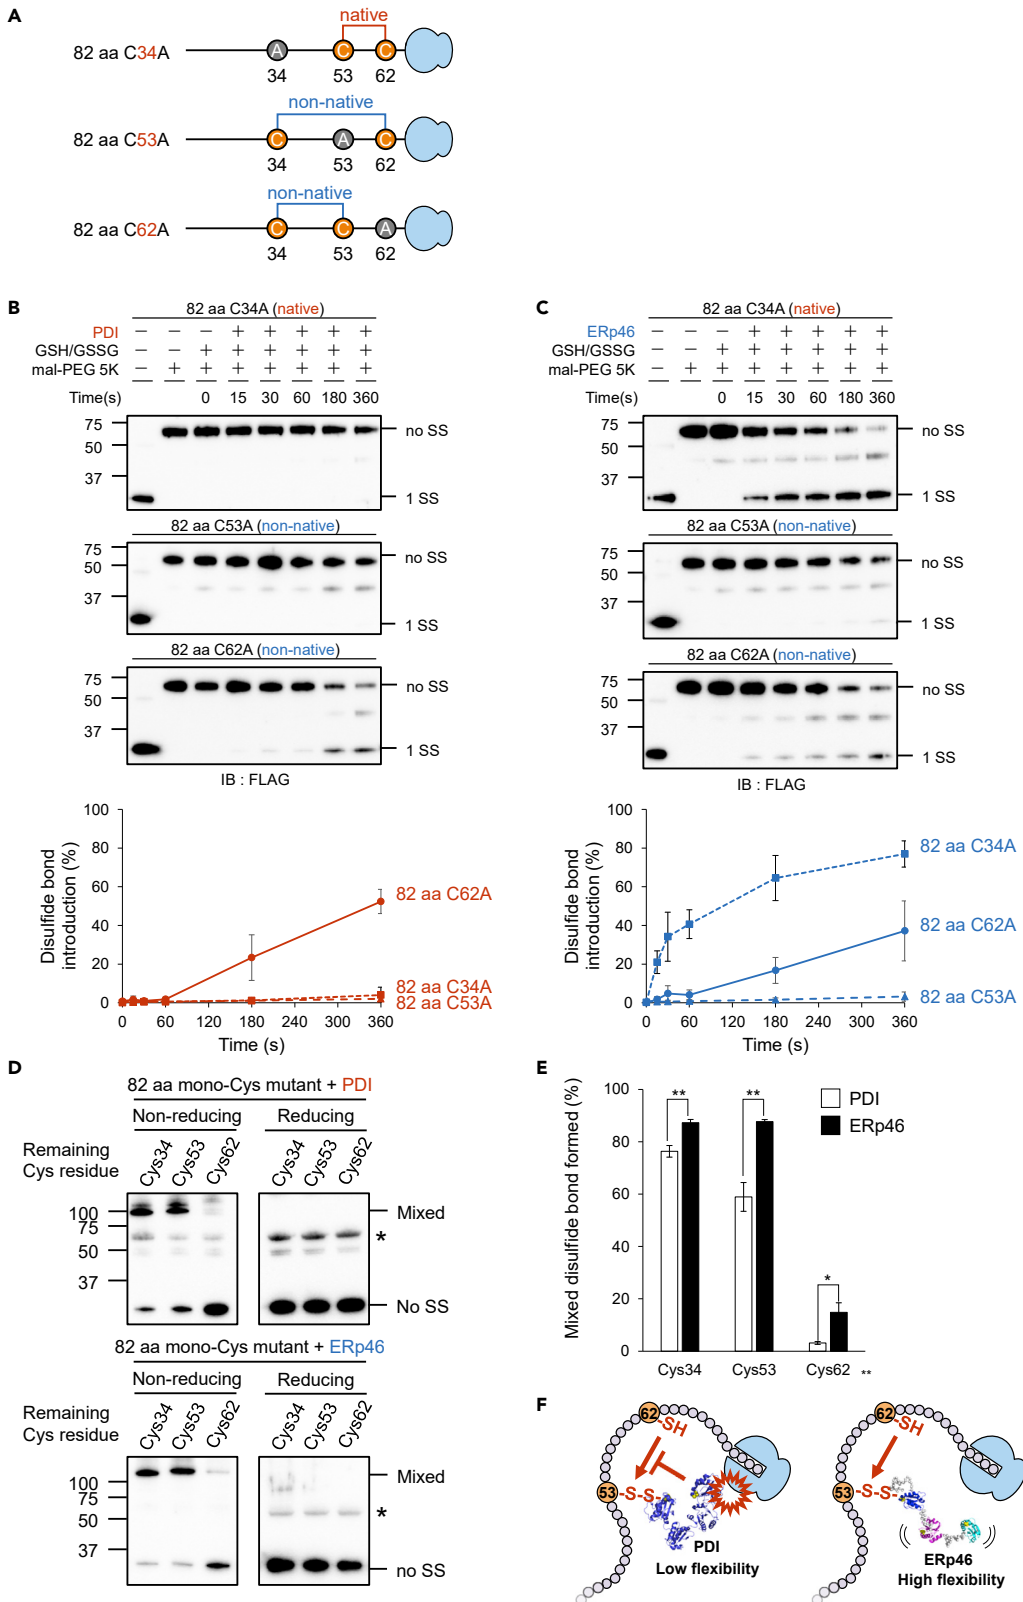 A
82 aa C34A
native
A
C
C
34
53
62
82 aa C53A
non-native
C
A
C
34
53
62
82 aa C62A
non-native
C
C
A
34
53
62
B
82 aa C34A (native)
PDI – – – + + + + +
GSH/GSSG – – + + + + + +
mal-PEG 5K – + + + + + + +
Time(s) 0 15 30 60 180 360
75
50
37
no SS
1 SS
82 aa C53A (non-native)
75
50
37
no SS
1 SS
82 aa C62A (non-native)
75
50
37
no SS
1 SS
IB : FLAG
Disulfide bond
introduction (%)
100
80
60
40
20
0
0 60 120 180 240 300 360
Time (s)
82 aa C62A
82 aa C34A
82 aa C53A
C
82 aa C34A (native)
ERp46 – – – + + + + +
GSH/GSSG – – + + + + + +
mal-PEG 5K – + + + + + + +
Time(s) 0 15 30 60 180 360
75
50
37
no SS
1 SS
82 aa C53A (non-native)
75
50
37
no SS
1 SS
82 aa C62A (non-native)
75
50
37
no SS
1 SS
IB : FLAG
Disulfide bond
introduction (%)
100
80
60
40
20
0
0 60 120 180 240 300 360
Time (s)
82 aa C34A
82 aa C62A
82 aa C53A
D
82 aa mono-Cys mutant + PDI
Non-reducing Reducing
Remaining
Cys residue
Cys34 Cys53 Cys62 Cys34 Cys53 Cys62
100
75
50
37
Mixed
*
No SS
82 aa mono-Cys mutant + ERp46
Non-reducing Reducing
Remaining
Cys residue
Cys34 Cys53 Cys62 Cys34 Cys53 Cys62
100
75
50
37
Mixed
*
no SS
E
Mixed disulfide bond formed (%)
100
80
60
40
20
0
** ** *
PDI
ERp46
Cys34 Cys53 Cys62 **
F
62
-SH
53
-S-S-
PDI
Low flexibility
62
-SH
53
-S-S-
ERp46
High flexibility